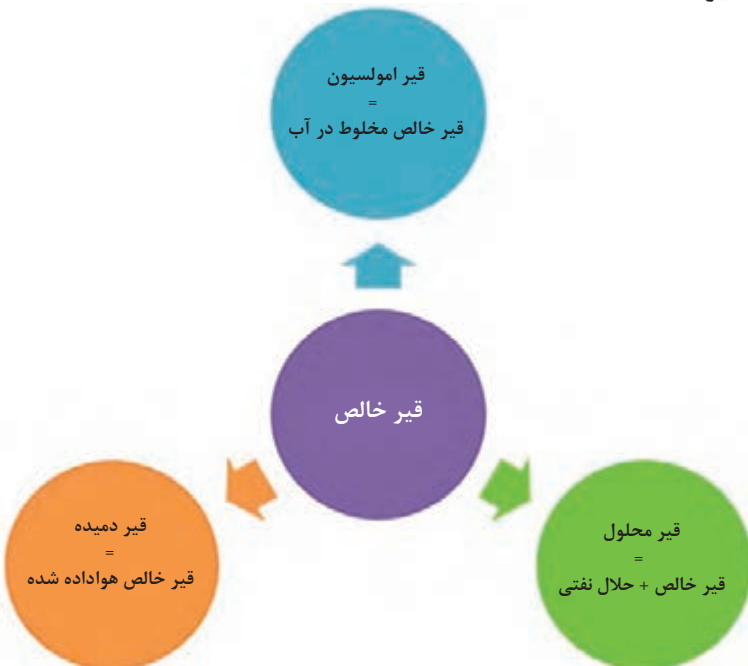 قیر امولسیون
=
قیر خالص مخلوط در آب
قیر خالص
قیر محلول
=
قیر خالص + حلال نفتی
قیر دمیده
=
قیر خالص هواداده شده